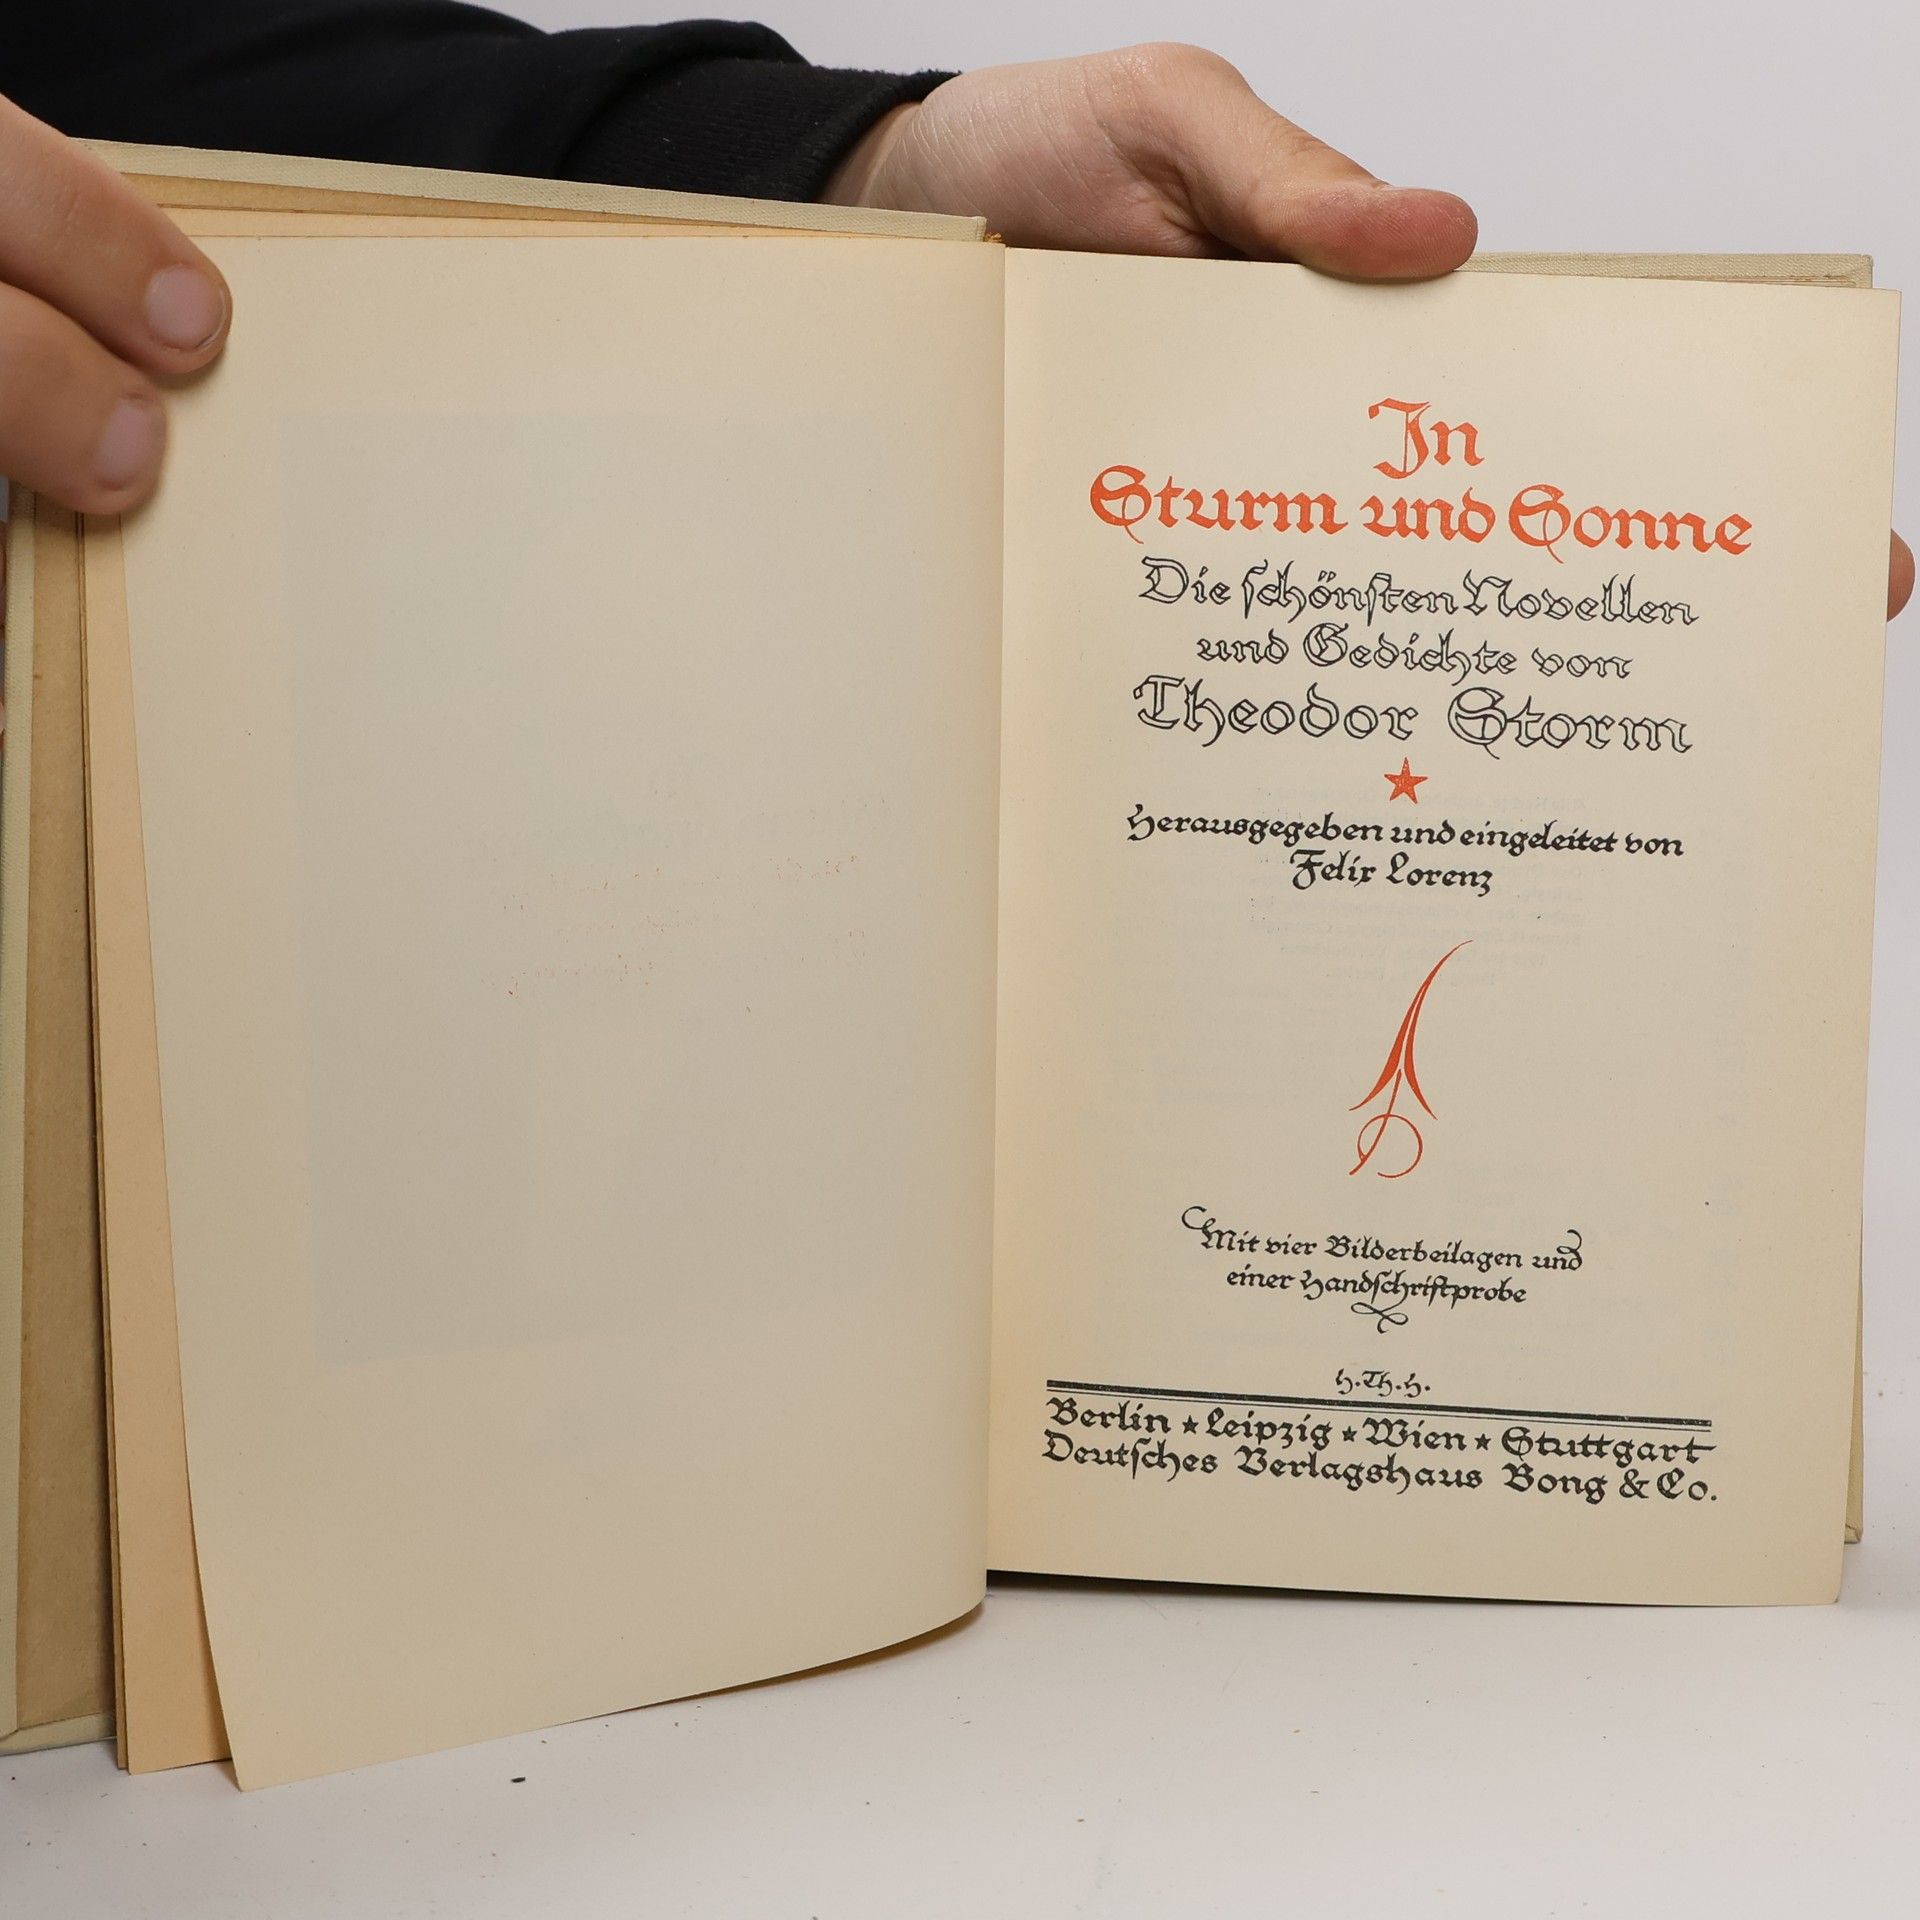 In
Sturm und Sonne
Die schönsten Novellen
und Gedichte von
Theodor Storm
Herausgegeben und eingeleitet von
Felix Lorenz
Mit vier Bilderbeilagen und
einer Handschriftprobe
H.Th.H.
Berlin ★ Leipzig ★ Wien ★ Stuttgart
Deutsches Verlagshaus Bong & Co.